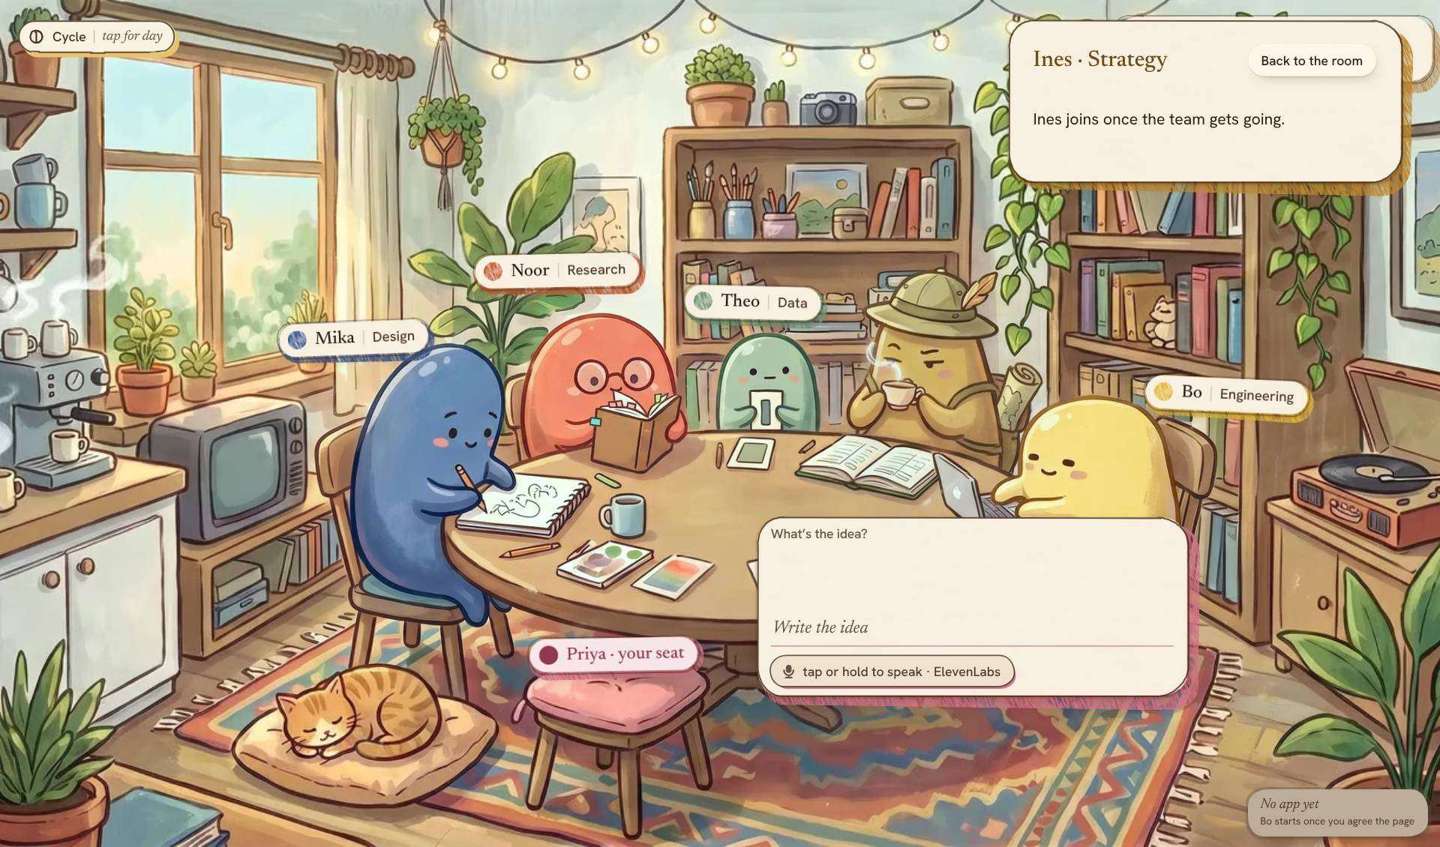 Cycle | tap for day
Ines · Strategy
Back to the room
Ines joins once the team gets going.
Noor | Research
Theo | Data
Mika | Design
Bo | Engineering
What's the idea?
Write the idea
tap or hold to speak · ElevenLabs
Priya · your seat
No app yet
Bo starts once you agree the page